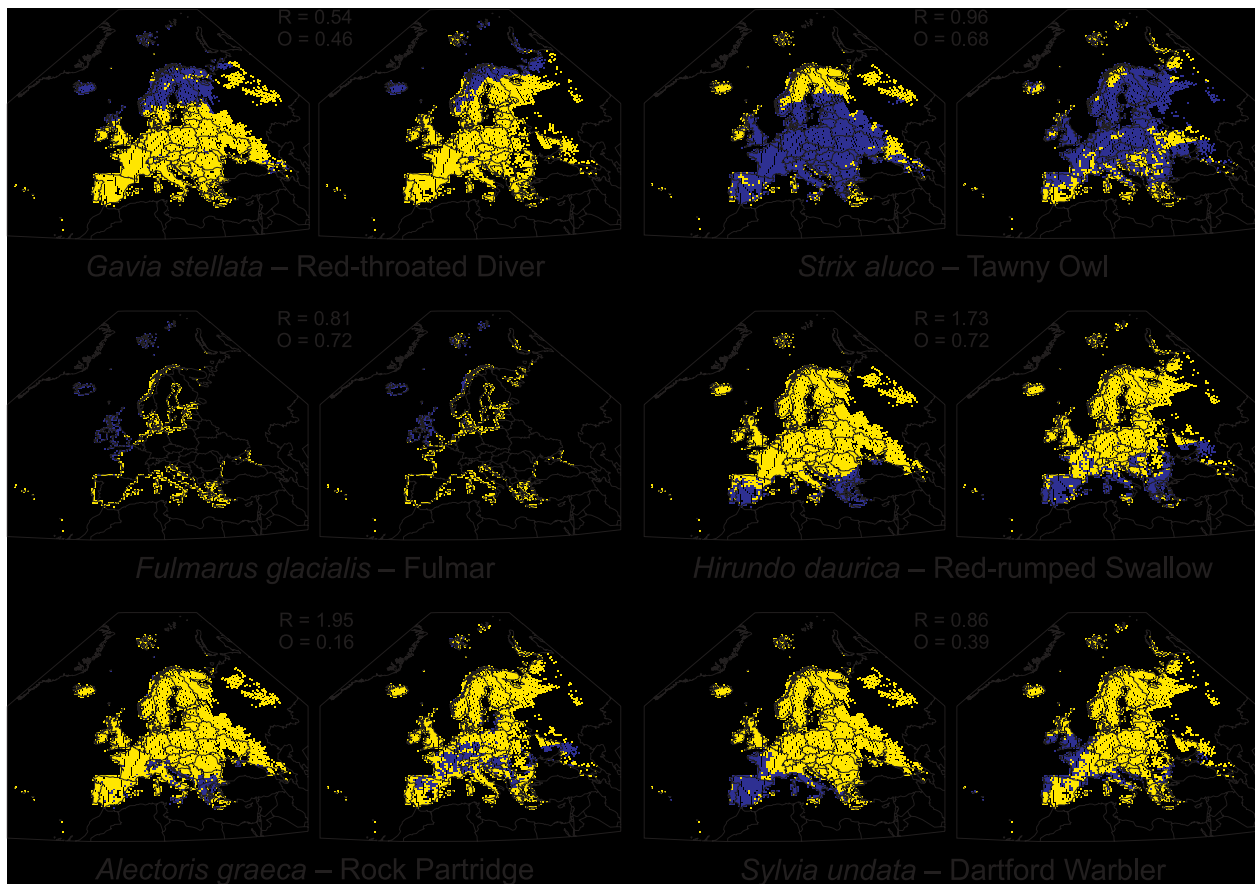 R = 0.54
O = 0.46
R = 0.96
O = 0.68
Gavia stellata – Red-throated Diver
Strix aluco – Tawny Owl
R = 0.81
O = 0.72
R = 1.73
O = 0.72
Fulmarus glacialis – Fulmar
Hirundo daurica – Red-rumped Swallow
R = 1.95
O = 0.16
R = 0.86
O = 0.39
Alectoris graeca – Rock Partridge
Sylvia undata – Dartford Warbler